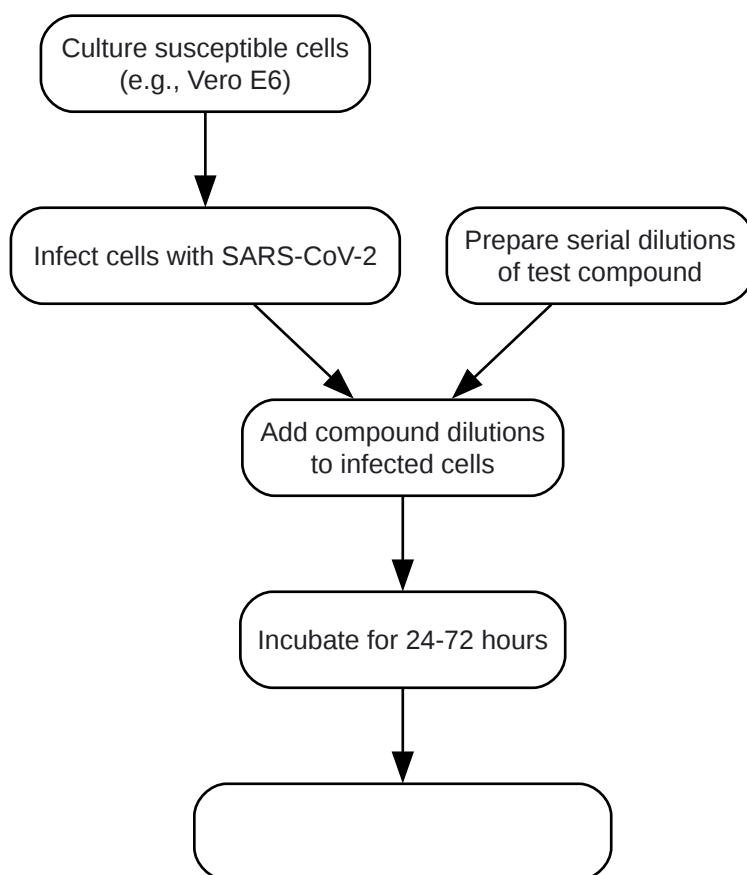 Culture susceptible cells
(e.g., Vero E6)
Infect cells with SARS-CoV-2
Prepare serial dilutions
of test compound
Add compound dilutions
to infected cells
Incubate for 24-72 hours